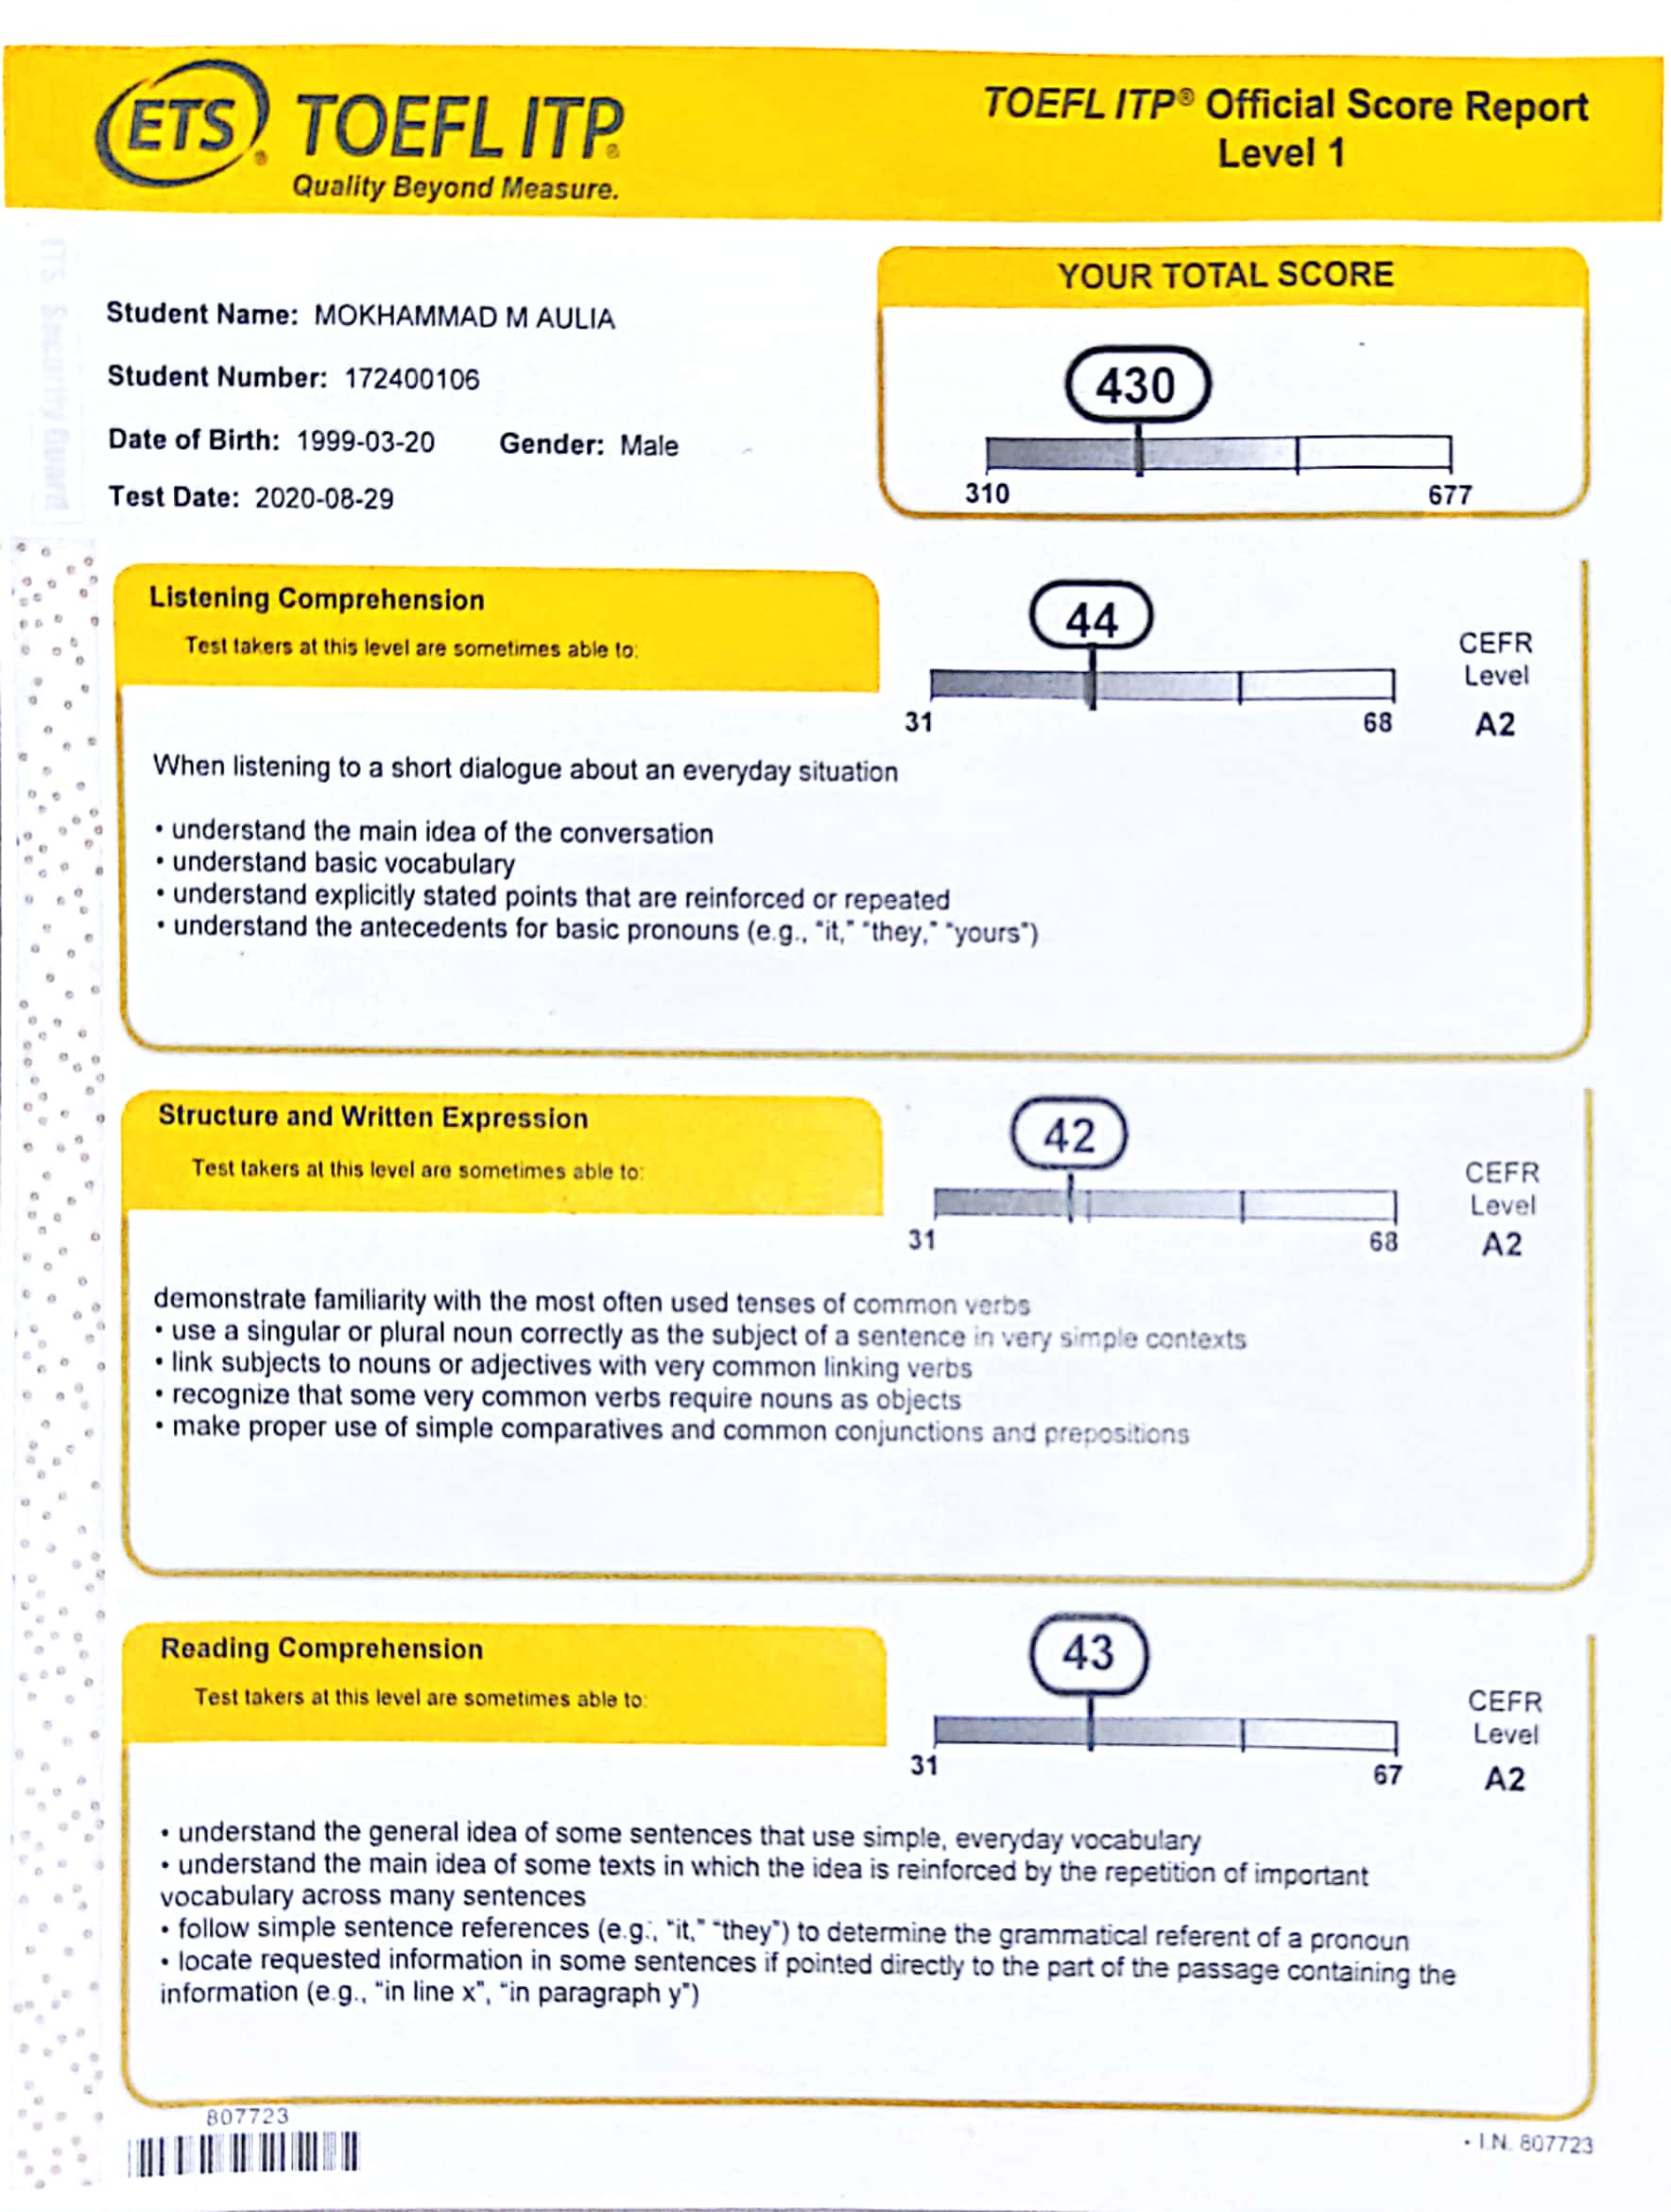 ETS® TOEFL ITP®
Quality Beyond Measure.
TOEFL ITP® Official Score Report
Level 1
ETS Security Guard
Student Name: MOKHAMMAD M AULIA
Student Number: 172400106
Date of Birth: 1999-03-20 Gender: Male
Test Date: 2020-08-29
YOUR TOTAL SCORE
430
310 677
Listening Comprehension
Test takers at this level are sometimes able to:
44
31 68
CEFR
Level
A2
When listening to a short dialogue about an everyday situation
• understand the main idea of the conversation
• understand basic vocabulary
• understand explicitly stated points that are reinforced or repeated
• understand the antecedents for basic pronouns (e.g., "it," "they," "yours")
Structure and Written Expression
Test takers at this level are sometimes able to:
42
31 68
CEFR
Level
A2
demonstrate familiarity with the most often used tenses of common verbs
• use a singular or plural noun correctly as the subject of a sentence in very simple contexts
• link subjects to nouns or adjectives with very common linking verbs
• recognize that some very common verbs require nouns as objects
• make proper use of simple comparatives and common conjunctions and prepositions
Reading Comprehension
Test takers at this level are sometimes able to:
43
31 67
CEFR
Level
A2
• understand the general idea of some sentences that use simple, everyday vocabulary
• understand the main idea of some texts in which the idea is reinforced by the repetition of important
vocabulary across many sentences
• follow simple sentence references (e.g., "it," "they") to determine the grammatical referent of a pronoun
• locate requested information in some sentences if pointed directly to the part of the passage containing the
information (e.g., "in line x", "in paragraph y")
807723
• I.N. 807723